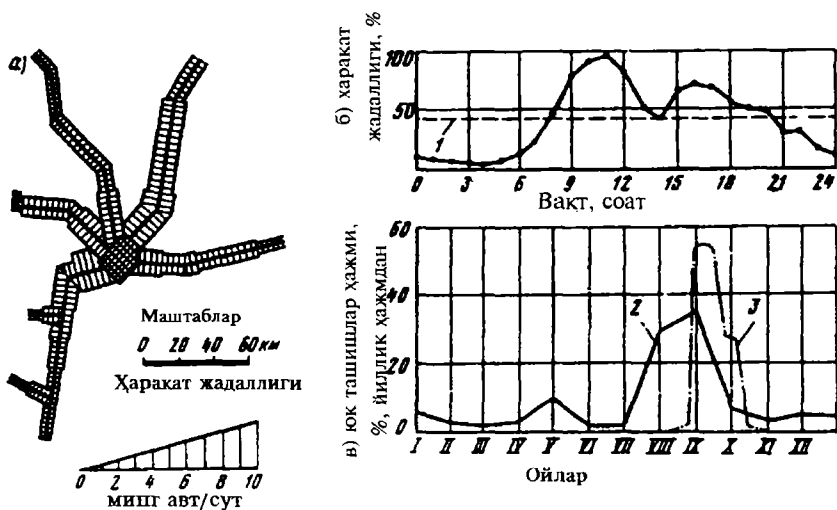 а)
Маштаблар
0 20 40 60 км
Ҳаракат жадаллиги
0 2 4 6 8 10
минг авт/сут
б) харакат
жадаллиги, %
100
50
1
0 3 6 9 12 15 18 21 24
Вақт, соат
в) юк ташишлар ҳажми,
%, йиллик ҳажмдан
60
40
20
0
2
3
I II III IV V VI VII VIII IX X XI XII
Ойлар